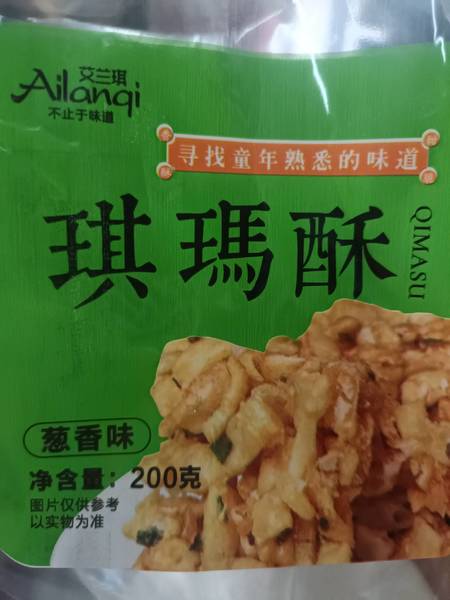 艾兰琪
Ailanqi
不止于味道
寻找童年熟悉的味道
琪瑪酥
QIMASU
葱香味
净含量：200克
图片仅供参考
以实物为准